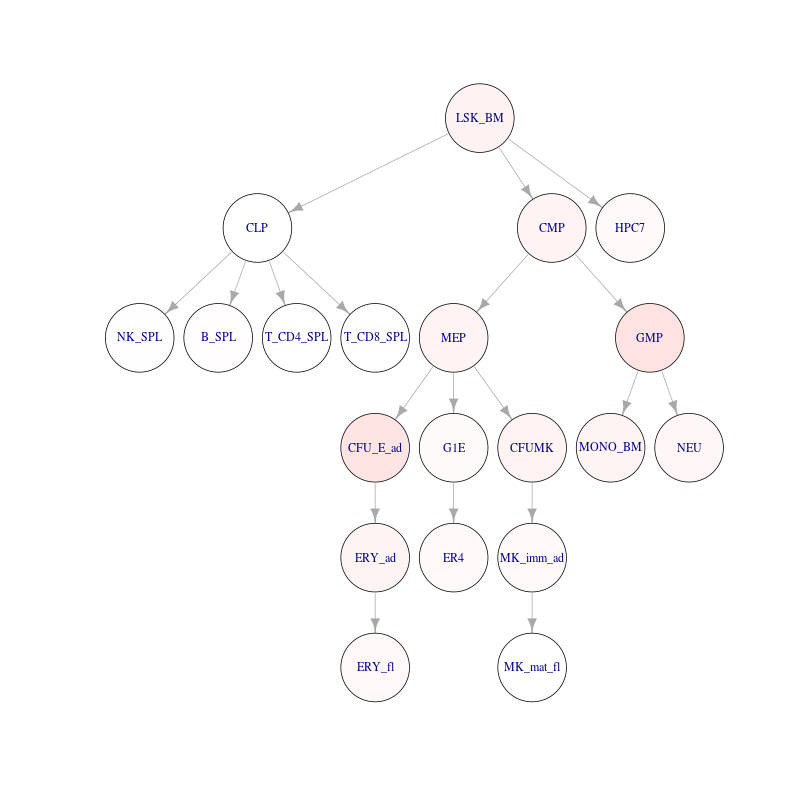 LSK_BM
CLP
CMP
HPC7
NK_SPL
B_SPL
T_CD4_SPL
T_CD8_SPL
MEP
GMP
CFU_E_ad
G1E
CFUMK
MONO_BM
NEU
ERY_ad
ER4
MK_imm_ad
ERY_fl
MK_mat_fl